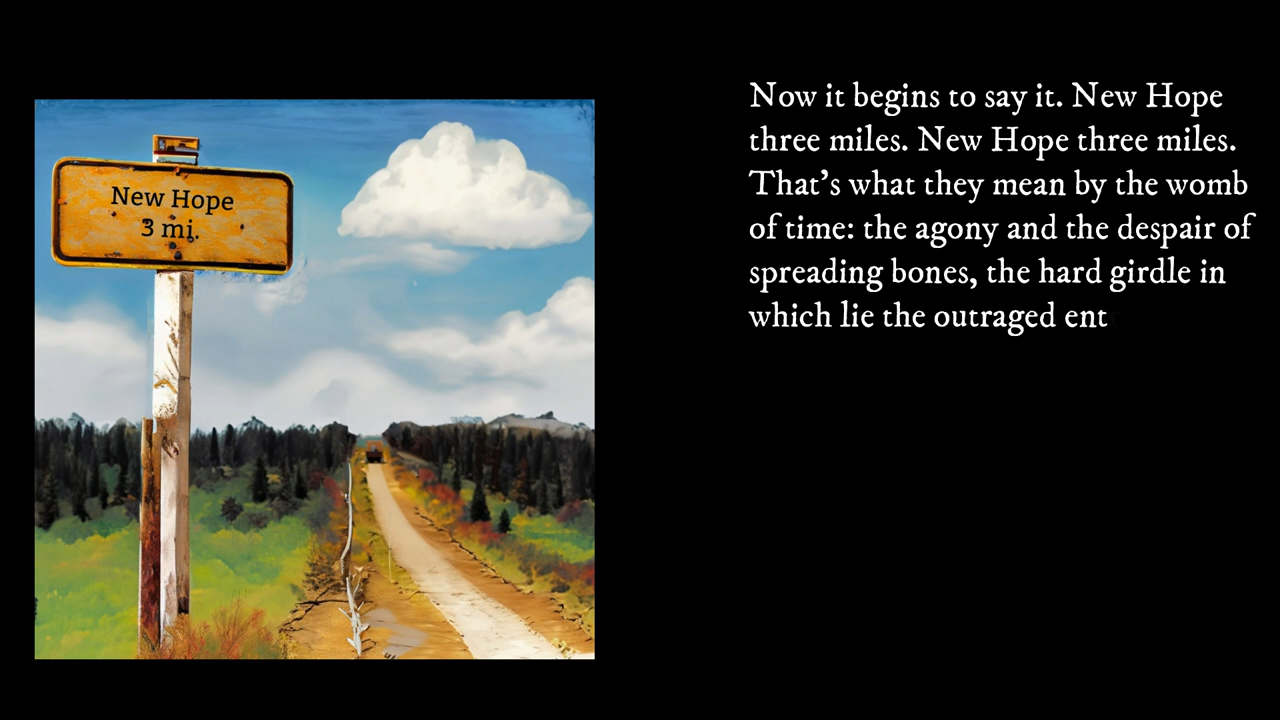 New Hope
3 mi.
Now it begins to say it. New Hope
three miles. New Hope three miles.
That's what they mean by the womb
of time: the agony and the despair of
spreading bones, the hard girdle in
which lie the outraged ent